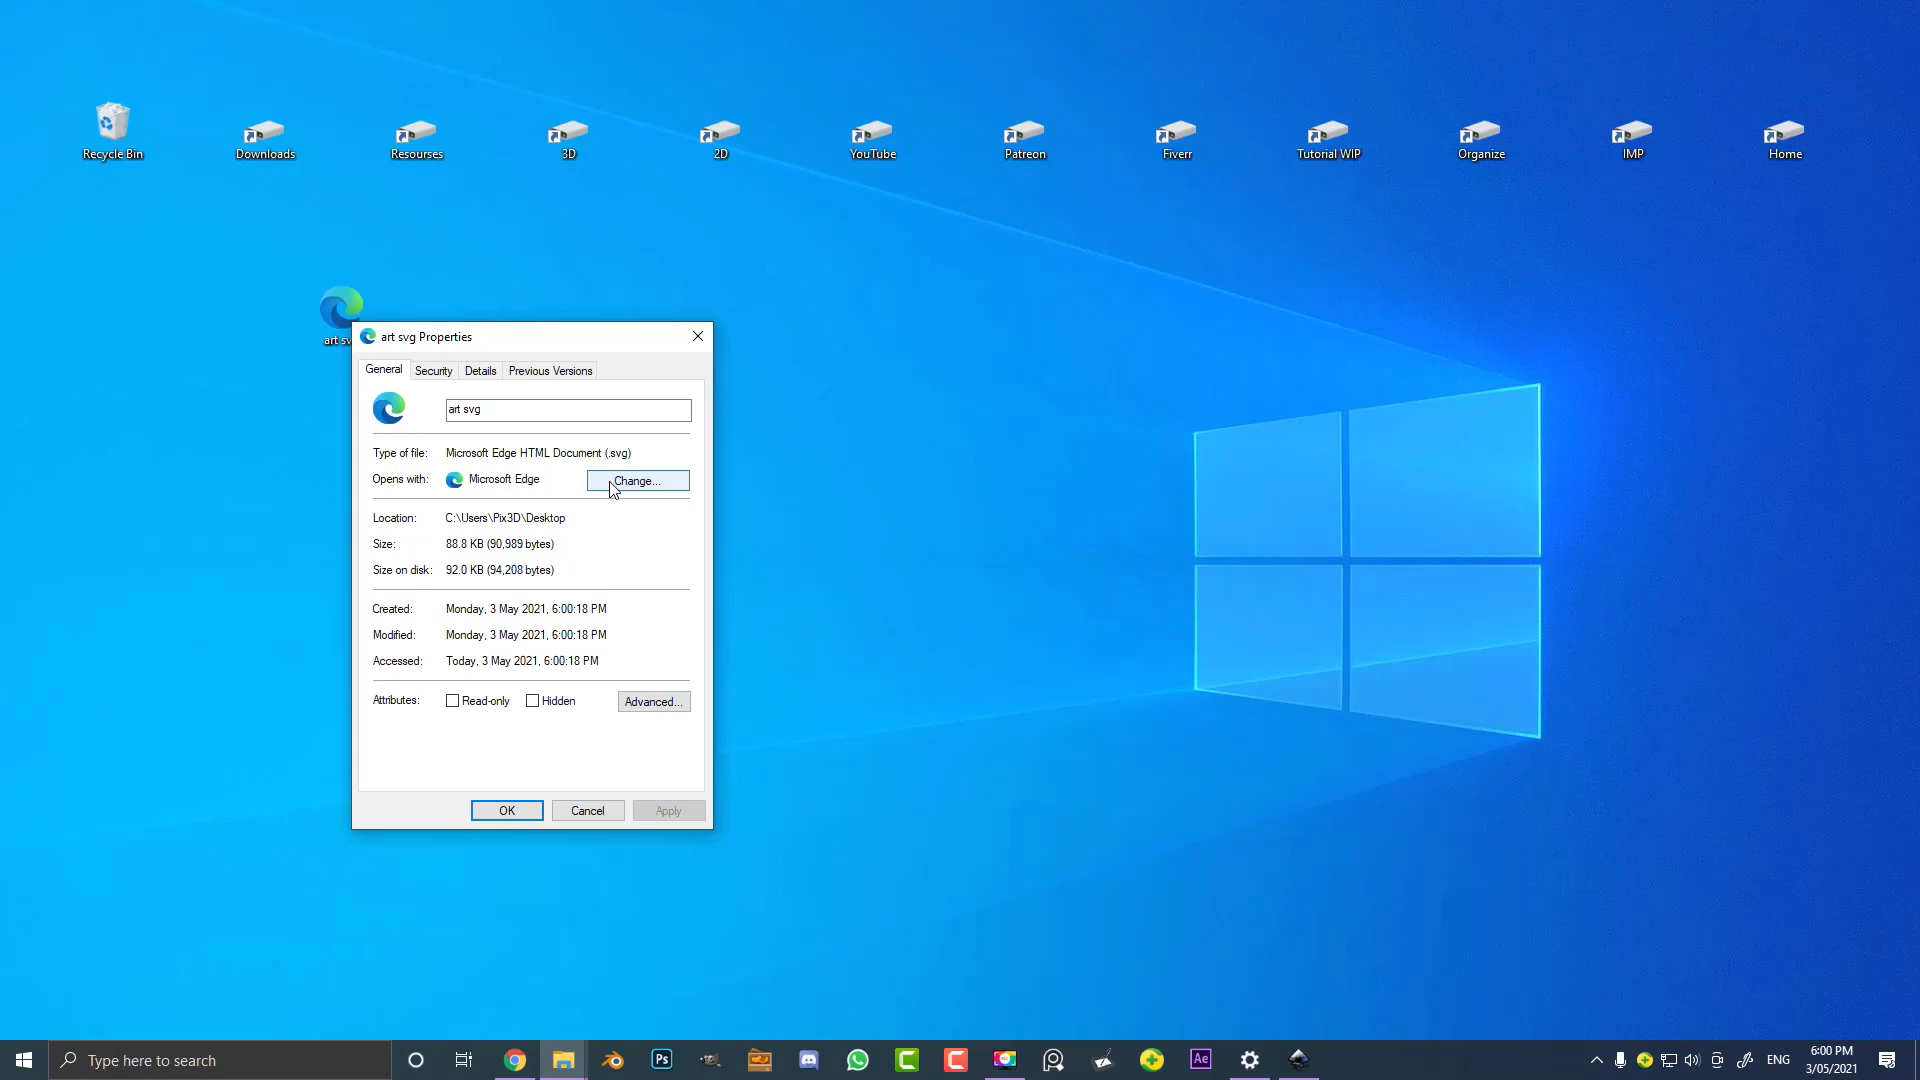 Recycle Bin
Downloads
Resourses
3D
2D
YouTube
Patreon
Fiverr
Tutorial WIP
Organize
IMP
Home
art sv
art svg Properties
General
Security
Details
Previous Versions
art svg
Type of file: Microsoft Edge HTML Document (.svg)
Opens with: Microsoft Edge
Change...
Location: C:\Users\Pix3D\Desktop
Size: 88.8 KB (90,989 bytes)
Size on disk: 92.0 KB (94,208 bytes)
Created: Monday, 3 May 2021, 6:00:18 PM
Modified: Monday, 3 May 2021, 6:00:18 PM
Accessed: Today, 3 May 2021, 6:00:18 PM
Attributes: Read-only Hidden
Advanced...
OK
Cancel
Apply
Type here to search
Ps
Ae
ENG
6:00 PM
3/05/2021